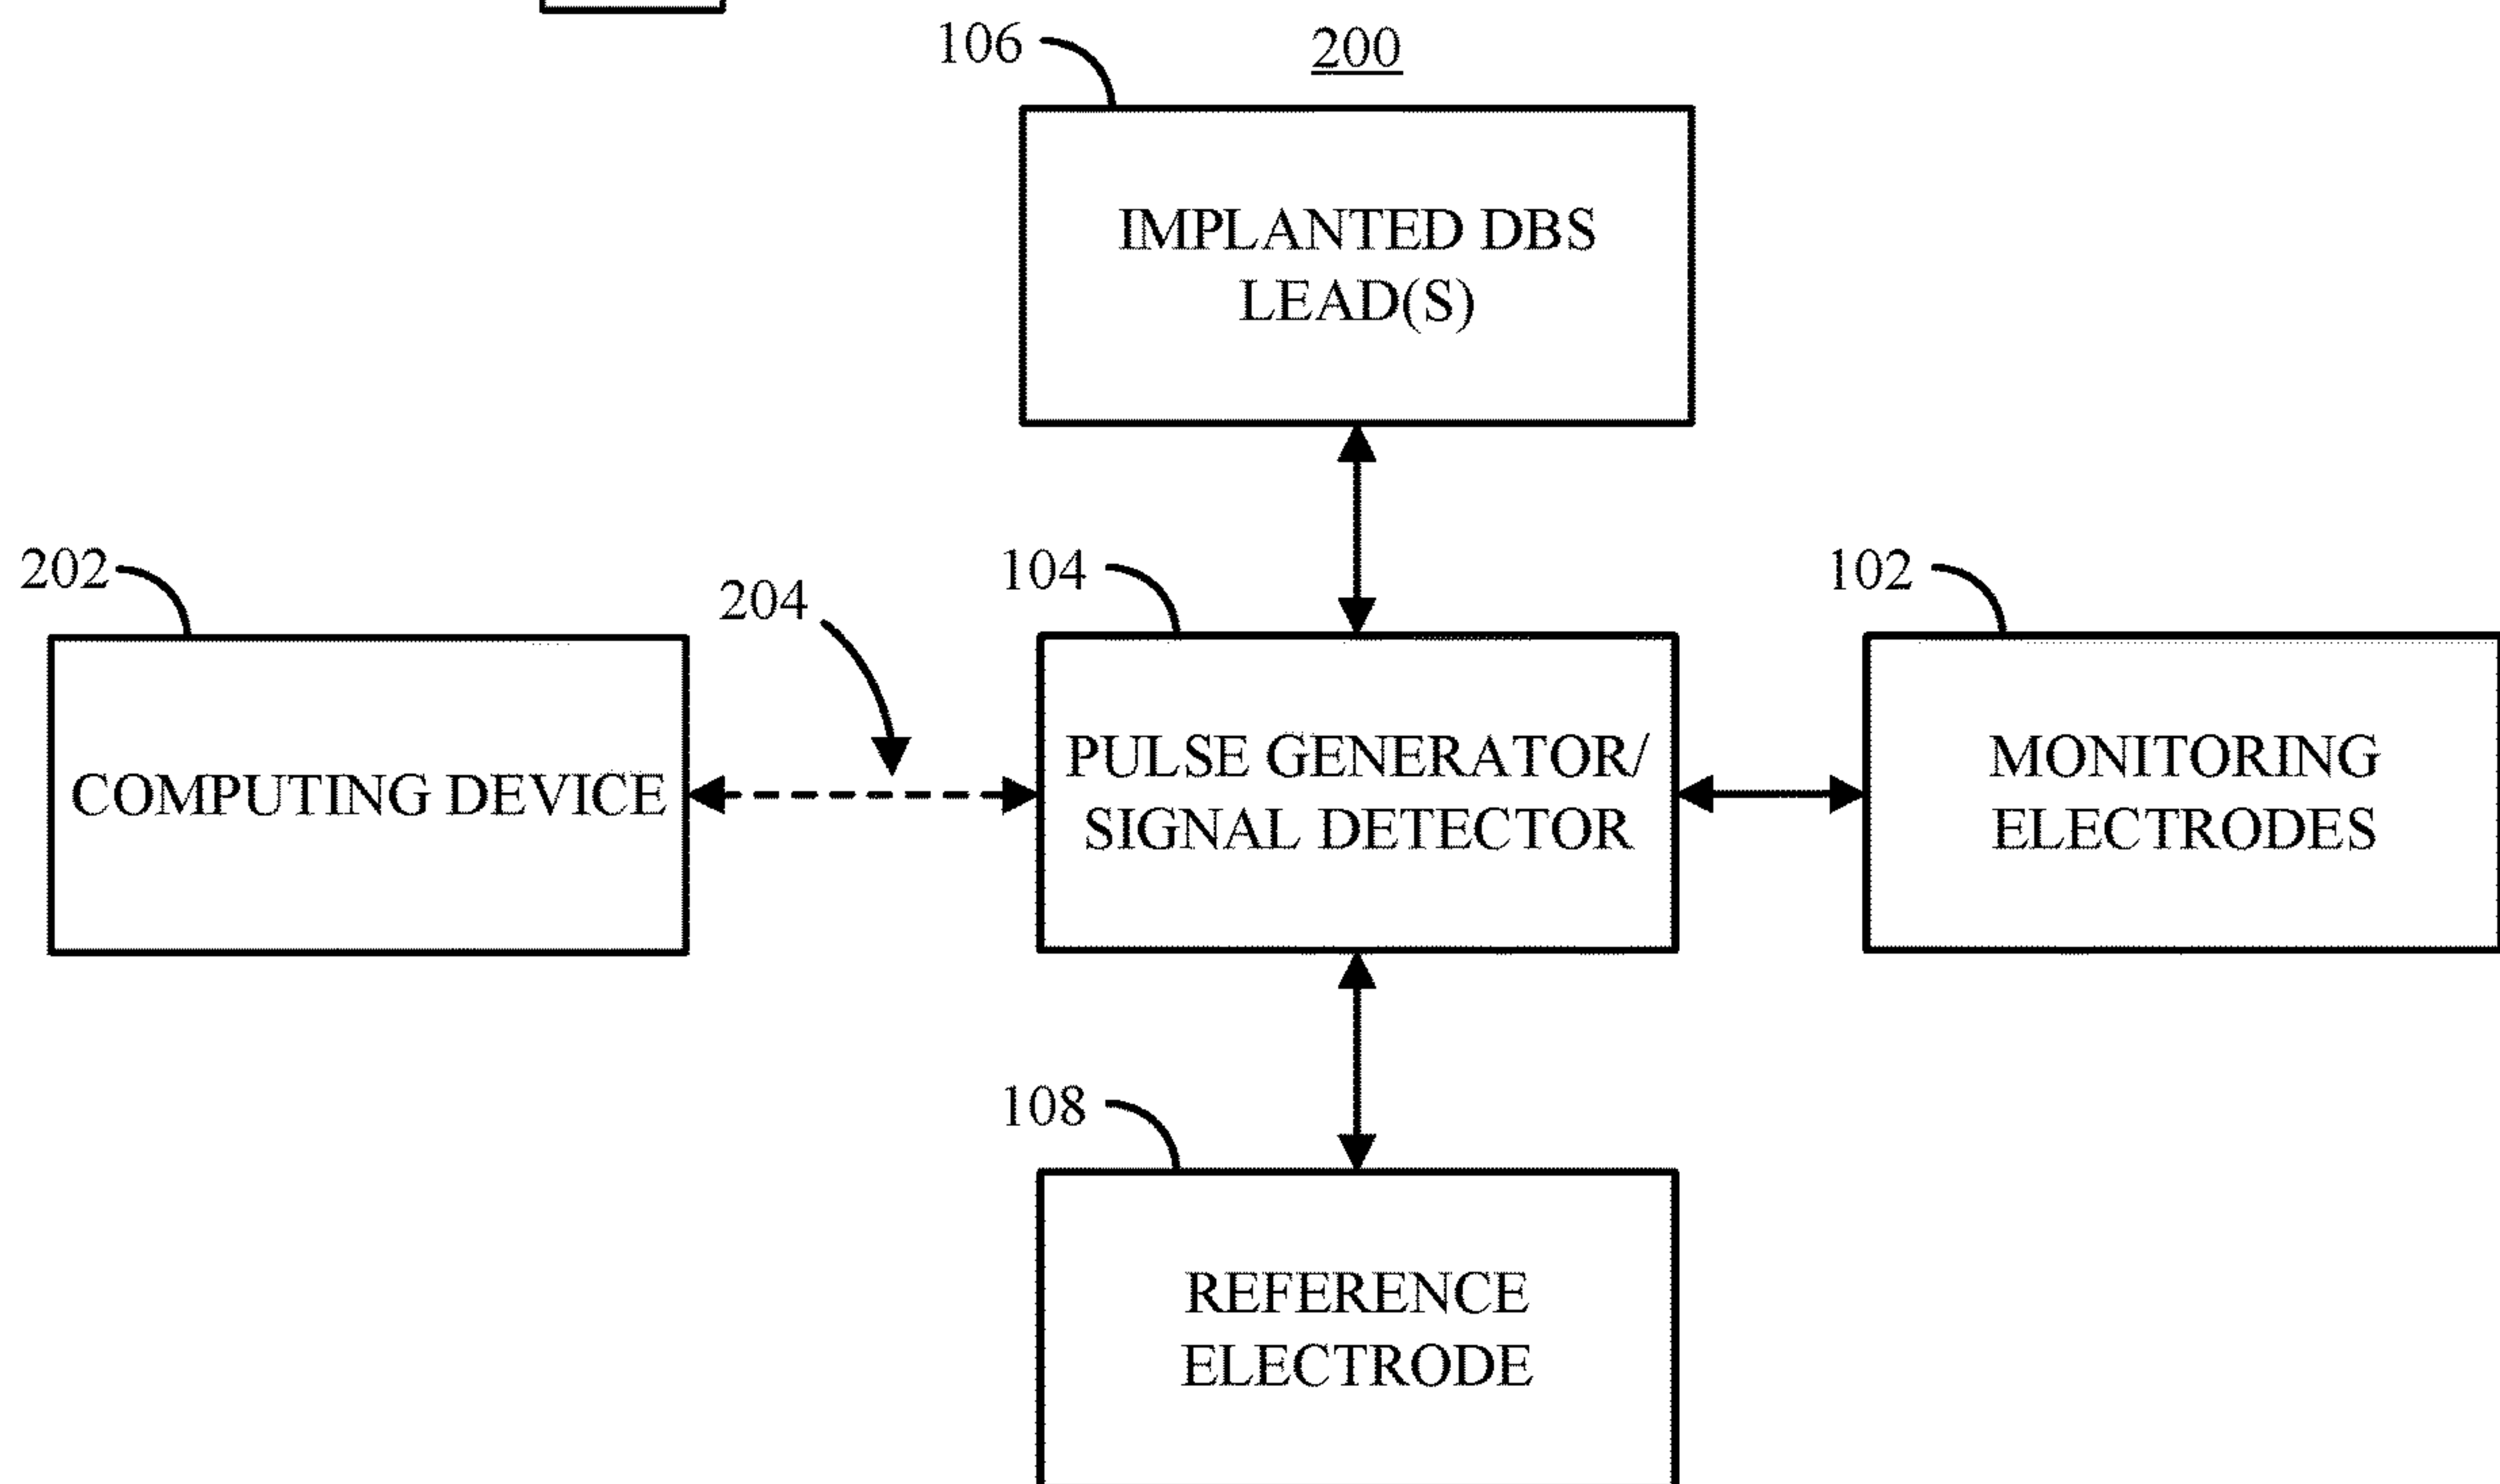 106
200
IMPLANTED DBS
LEAD(S)
202
204
104
102
COMPUTING DEVICE
PULSE GENERATOR/
SIGNAL DETECTOR
MONITORING
ELECTRODES
108
REFERENCE
ELECTRODE